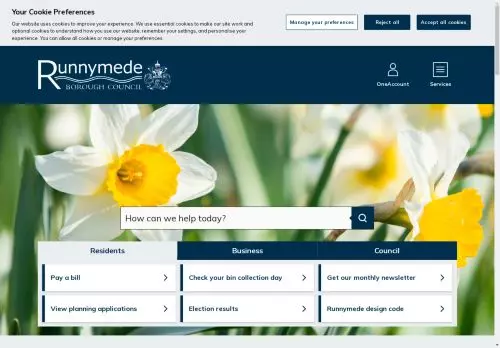 Your Cookie Preferences
Our website uses cookies to improve your experience. We use essential cookies to make our site work and
optional cookies to understand how you use our website, remember your settings, and personalise your
experience. You can allow all cookies or manage your preferences.
Manage your preferences
Reject all
Accept all cookies
Runnymede
BOROUGH COUNCIL
OneAccount
Services
How can we help today?
Residents
Business
Council
Pay a bill
Check your bin collection day
Get our monthly newsletter
View planning applications
Election results
Runnymede design code